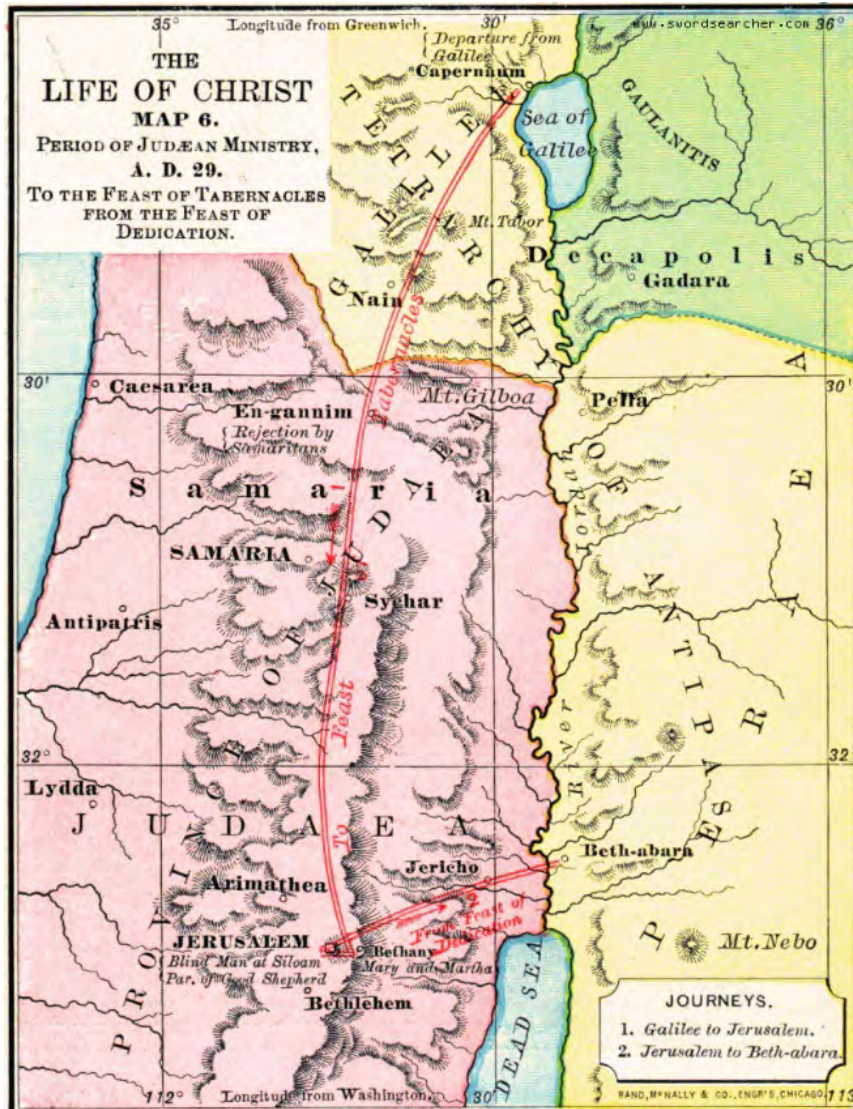 35°
Longitude from Greenwich.
30'
www.swordsearcher.com
36°
THE
LIFE OF CHRIST
MAP 6.
PERIOD OF JUDÆAN MINISTRY,
A. D. 29.
TO THE FEAST OF TABERNACLES
FROM THE FEAST OF
DEDICATION.
Departure from
Galilee
Capernaum
Sea of
Galilee
GAULANITIS
TETRARCHY
GALILEE
Mt. Tabor
Decapolis
Gadara
Nain
Tabernacles
30'
30'
Caesarea
Mt. Gilboa
En-gannim
Rejection by
Samaritans
Pella
Samaria
1
OF
SAMARIA
Sychar
Antipatris
ANTIPAS
River Jordan
PERAEA
Feast
32°
32
Lydda
JUDAEA
To
Beth-abara
Jericho
Arimathea
2
From Feast of
Dedication
PROVINCE OF JUDAEA
JERUSALEM
Blind Man at Siloam
Par. of Good Shepherd
Bethany
Mary and Martha
Mt. Nebo
Bethlehem
DEAD SEA
JOURNEYS.
1. Galilee to Jerusalem.
2. Jerusalem to Beth-abara.
112°
Longitude from Washington.
30'
RAND, McNALLY & CO., ENGR'S, CHICAGO.
113